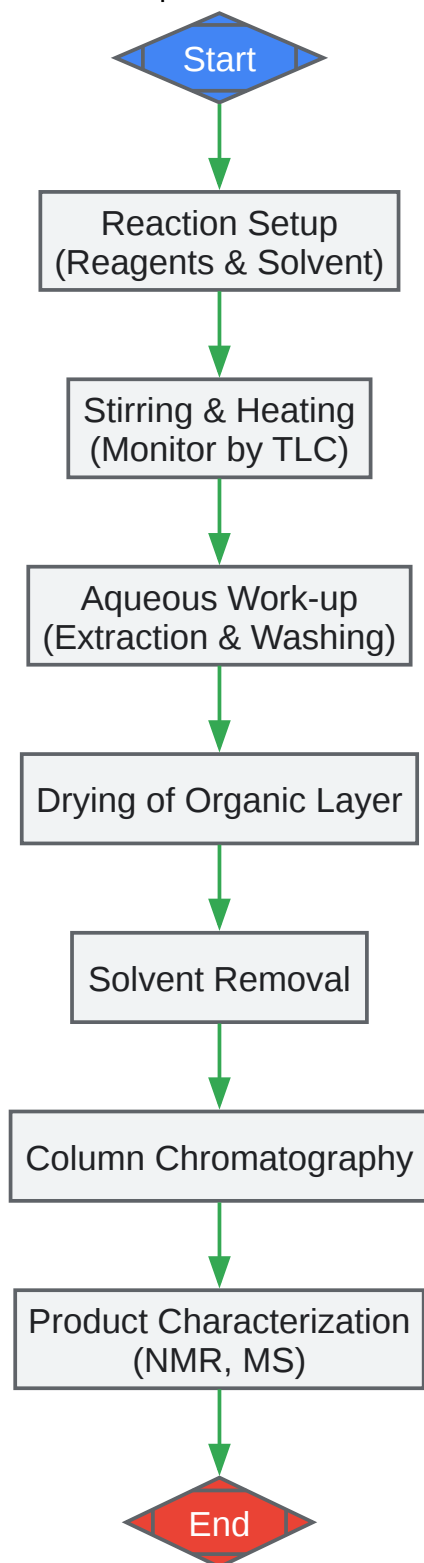 Start
Reaction Setup
(Reagents & Solvent)
Stirring & Heating
(Monitor by TLC)
Aqueous Work-up
(Extraction & Washing)
Drying of Organic Layer
Solvent Removal
Column Chromatography
Product Characterization
(NMR, MS)
End